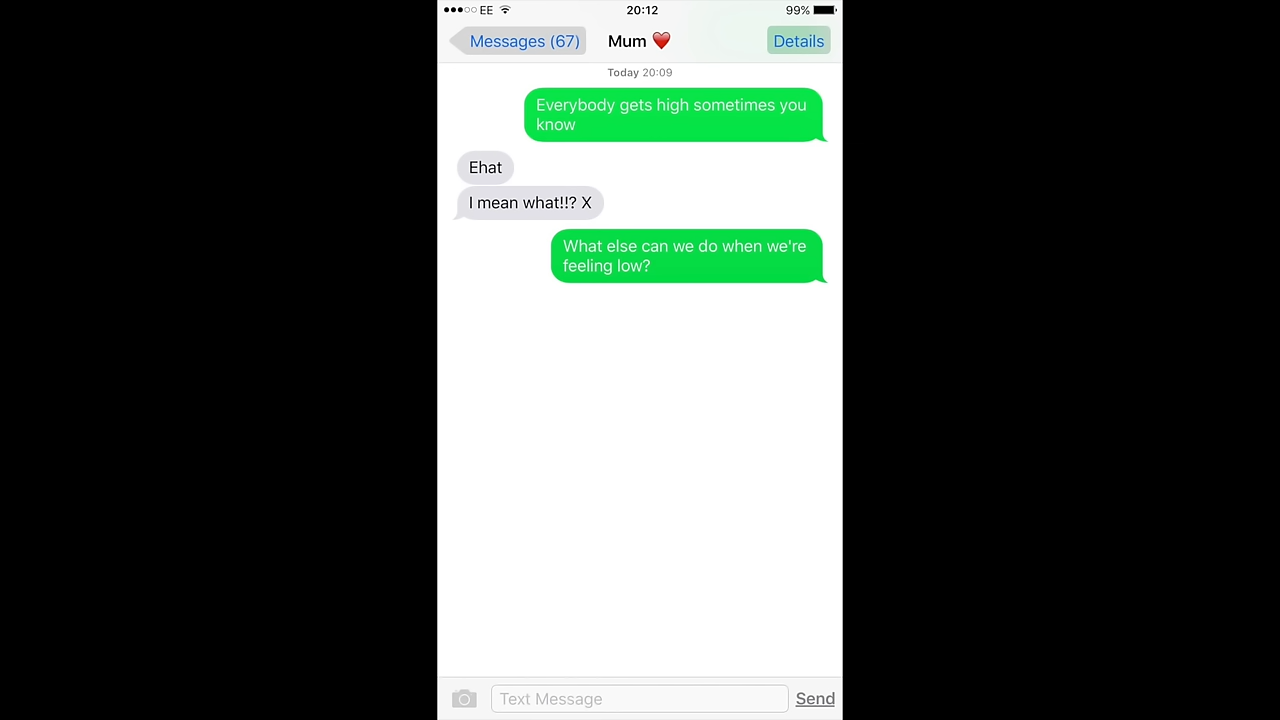 EE 20:12 99%
Messages (67) Mum ❤️ Details
Today 20:09
Everybody gets high sometimes you
know
Ehat
I mean what!!? X
What else can we do when we're
feeling low?
Text Message Send